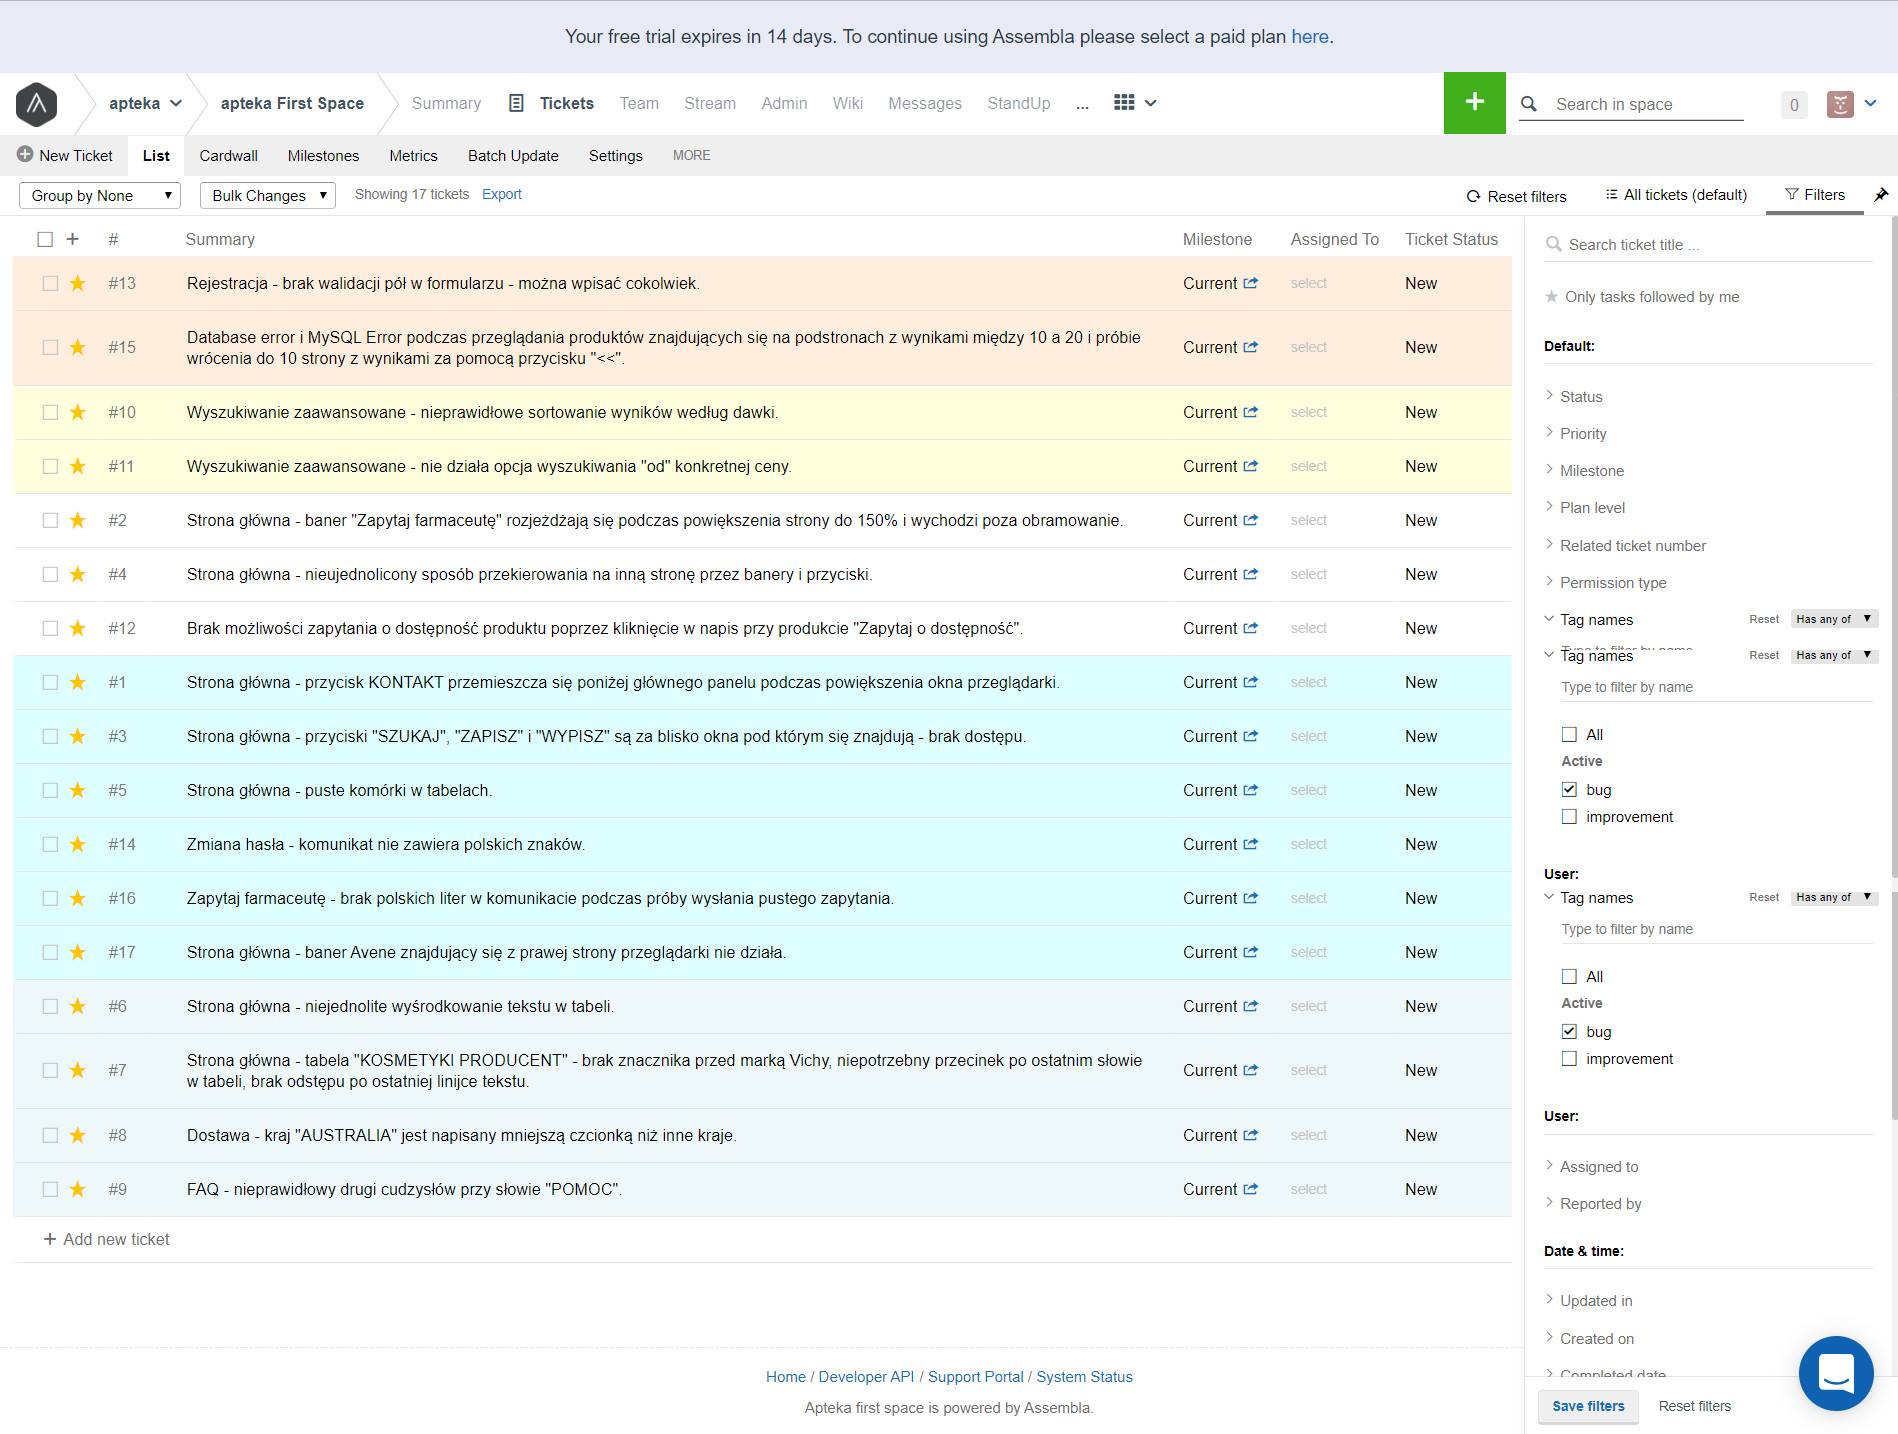 Your free trial expires in 14 days. To continue using Assembla please select a paid plan here.
apteka
apteka First Space
Summary
Tickets
Team
Stream
Admin
Wiki
Messages
StandUp
...
+
Search in space
0
New Ticket
List
Cardwall
Milestones
Metrics
Batch Update
Settings
MORE
Group by None
Bulk Changes
Showing 17 tickets
Export
Reset filters
All tickets (default)
Filters
+ # Summary Milestone Assigned To Ticket Status
#13 Rejestracja - brak walidacji pól w formularzu - można wpisać cokolwiek. Current select New
#15 Database error i MySQL Error podczas przeglądania produktów znajdujących się na podstronach z wynikami między 10 a 20 i próbie
wrócenia do 10 strony z wynikami za pomocą przycisku "<<". Current select New
#10 Wyszukiwanie zaawansowane - nieprawidłowe sortowanie wyników według dawki. Current select New
#11 Wyszukiwanie zaawansowane - nie działa opcja wyszukiwania "od" konkretnej ceny. Current select New
#2 Strona główna - baner "Zapytaj farmaceutę" rozjeżdżają się podczas powiększenia strony do 150% i wychodzi poza obramowanie. Current select New
#4 Strona główna - nieujednolicony sposób przekierowania na inną stronę przez banery i przyciski. Current select New
#12 Brak możliwości zapytania o dostępność produktu poprzez kliknięcie w napis przy produkcie "Zapytaj o dostępność". Current select New
#1 Strona główna - przycisk KONTAKT przemieszcza się poniżej głównego panelu podczas powiększenia okna przeglądarki. Current select New
#3 Strona główna - przyciski "SZUKAJ", "ZAPISZ" i "WYPISZ" są za blisko okna pod którym się znajdują - brak dostępu. Current select New
#5 Strona główna - puste komórki w tabelach. Current select New
#14 Zmiana hasła - komunikat nie zawiera polskich znaków. Current select New
#16 Zapytaj farmaceutę - brak polskich liter w komunikacie podczas próby wysłania pustego zapytania. Current select New
#17 Strona główna - baner Avene znajdujący się z prawej strony przeglądarki nie działa. Current select New
#6 Strona główna - niejednolite wyśrodkowanie tekstu w tabeli. Current select New
#7 Strona główna - tabela "KOSMETYKI PRODUCENT" - brak znacznika przed marką Vichy, niepotrzebny przecinek po ostatnim słowie
w tabeli, brak odstępu po ostatniej linijce tekstu. Current select New
#8 Dostawa - kraj "AUSTRALIA" jest napisany mniejszą czcionką niż inne kraje. Current select New
#9 FAQ - nieprawidłowy drugi cudzysłów przy słowie "POMOC". Current select New
+ Add new ticket
Home / Developer API / Support Portal / System Status
Apteka first space is powered by Assembla.
Search ticket title ...
Only tasks followed by me
Default:
Status
Priority
Milestone
Plan level
Related ticket number
Permission type
Tag names Reset Has any of
Type to filter by name
Tag names Reset Has any of
Type to filter by name
All
Active
bug
improvement
User:
Tag names Reset Has any of
Type to filter by name
All
Active
bug
improvement
User:
Assigned to
Reported by
Date & time:
Updated in
Created on
Completed date
Save filters
Reset filters